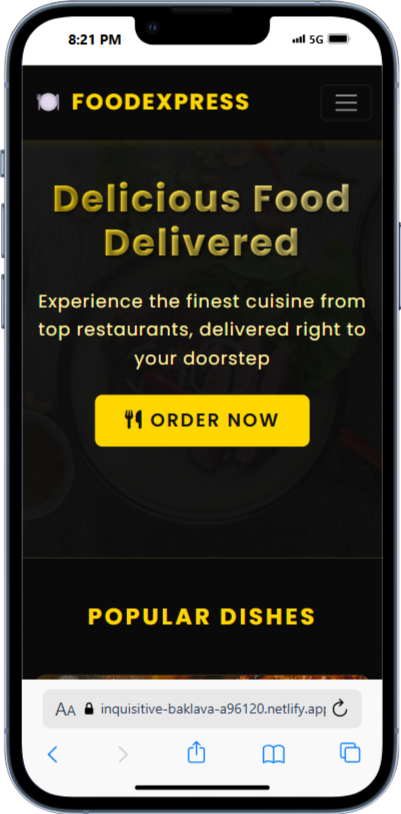 8:21 PM 5G
FOODEXPRESS
Delicious Food
Delivered
Experience the finest cuisine from
top restaurants, delivered right to
your doorstep
ORDER NOW
POPULAR DISHES
AA inquisitive-baklava-a96120.netlify.app